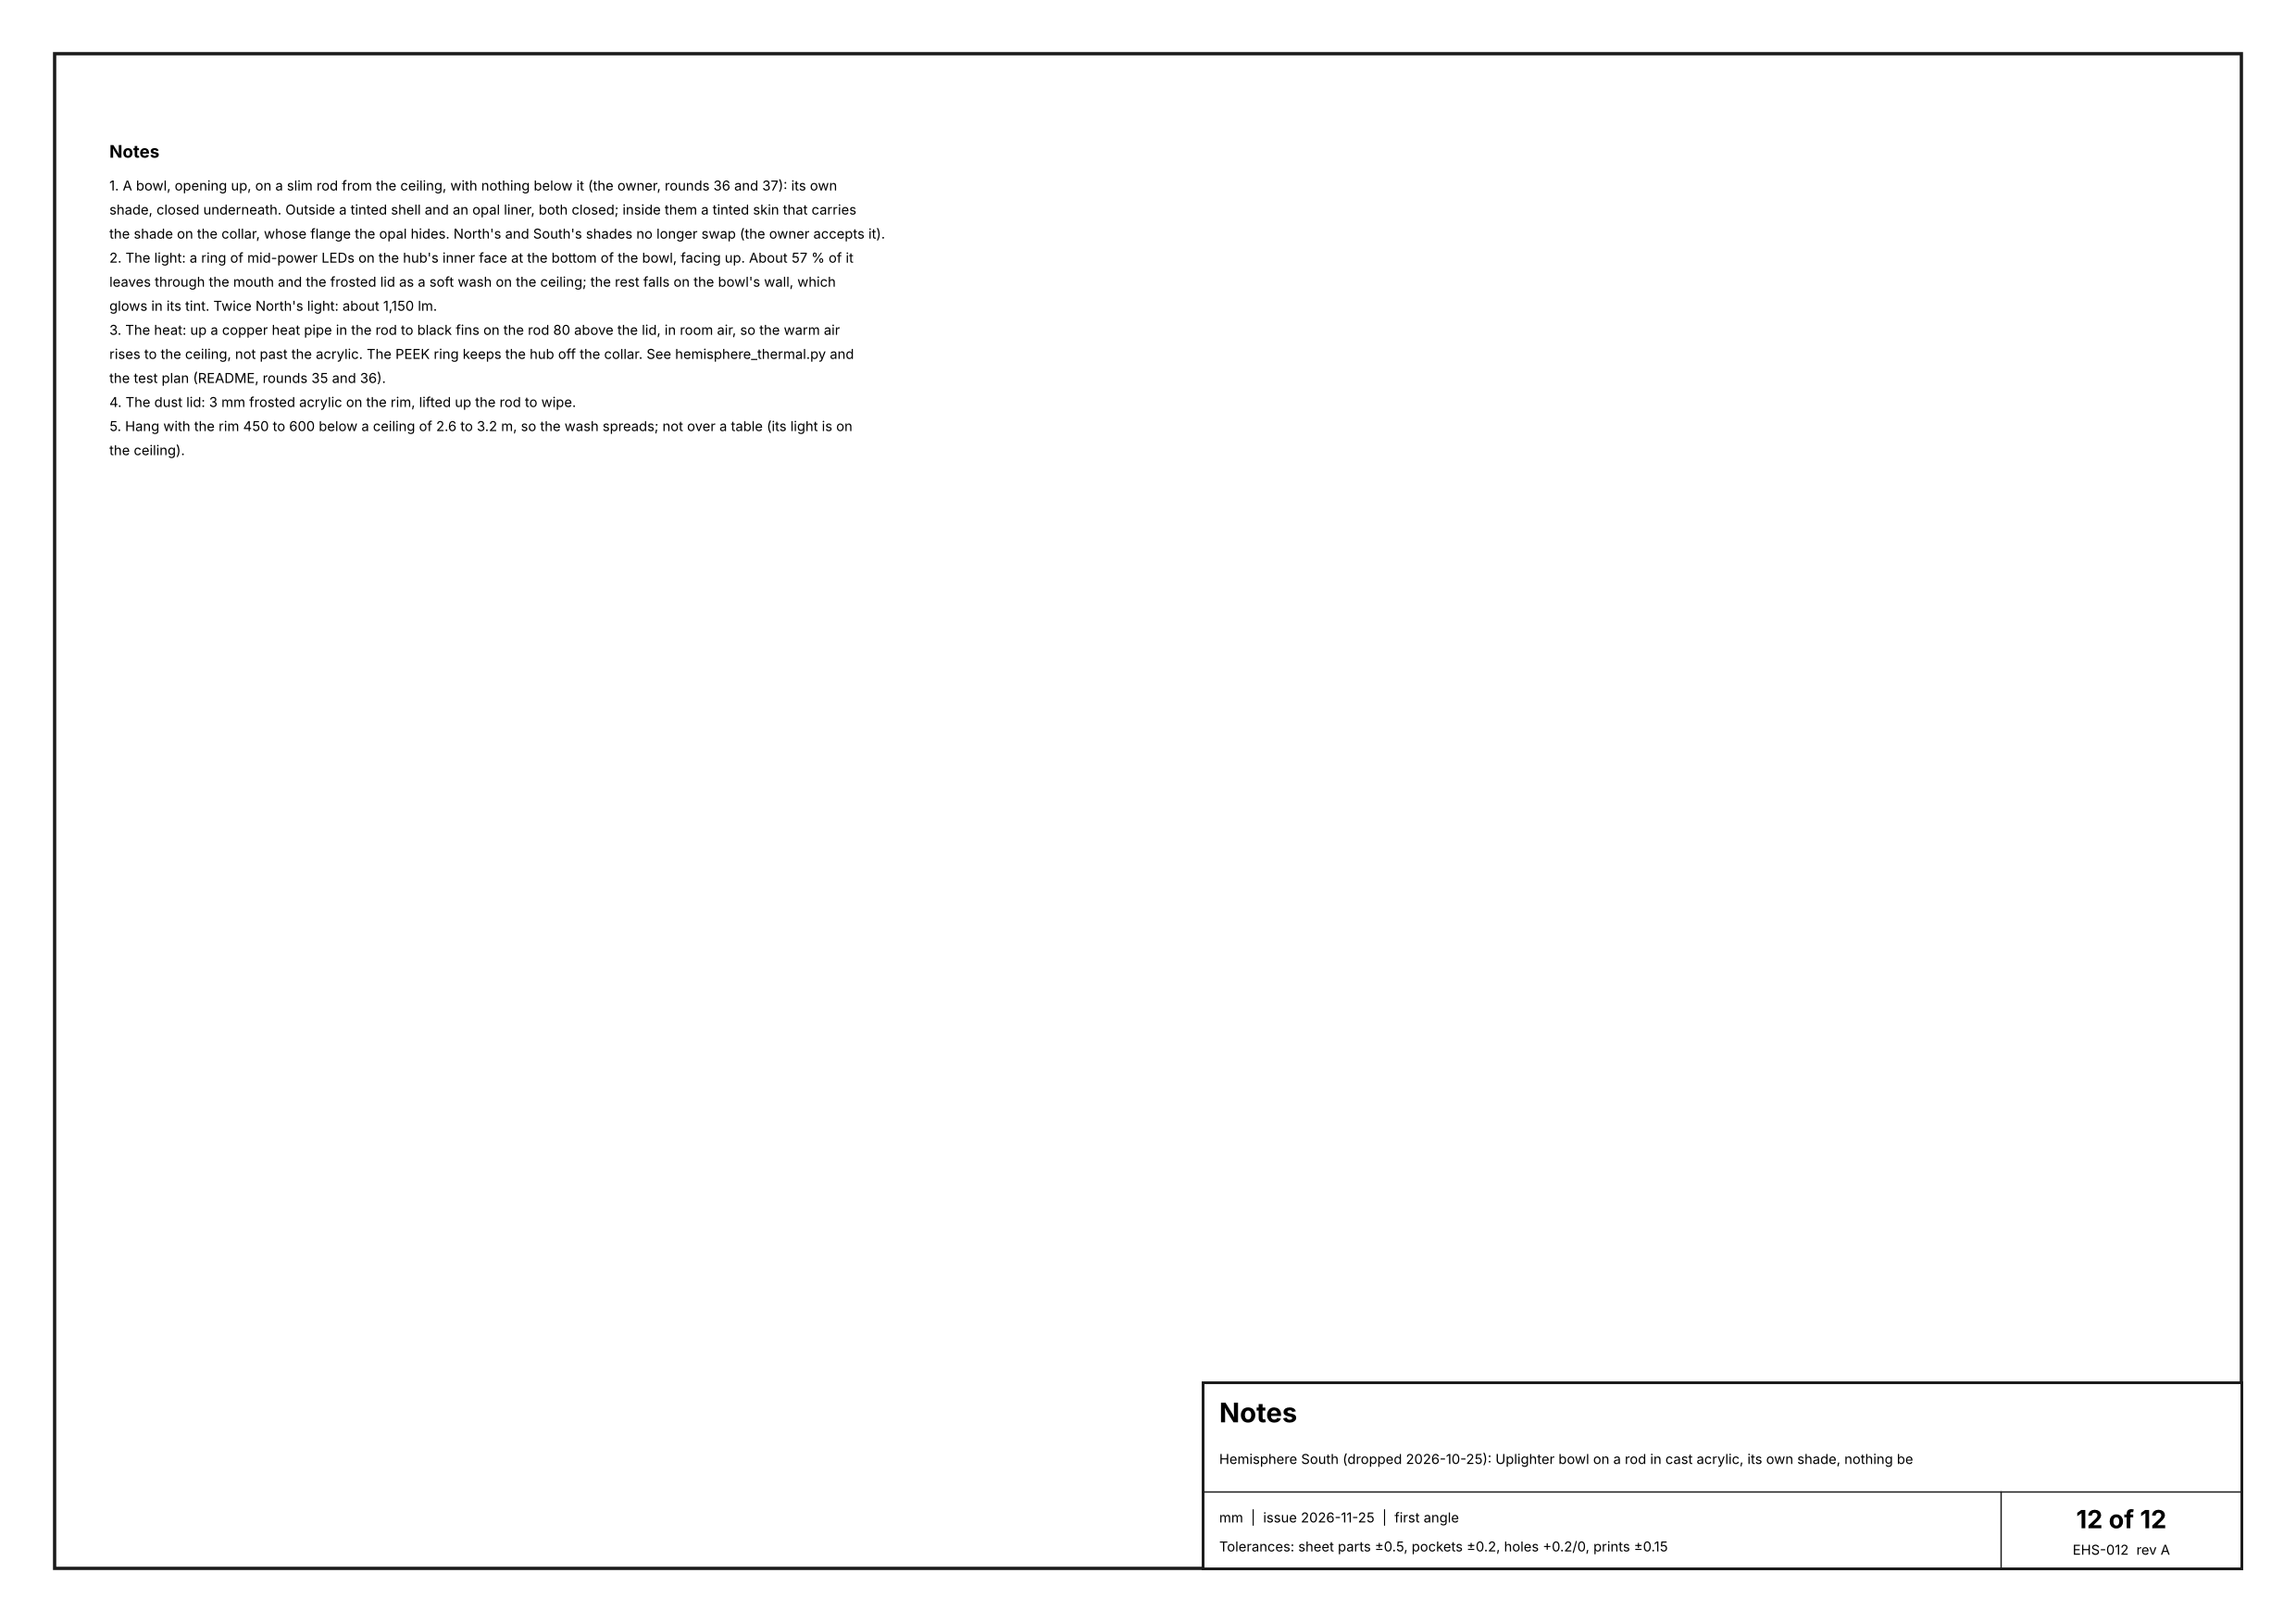 Notes
1. A bowl, opening up, on a slim rod from the ceiling, with nothing below it (the owner, rounds 36 and 37): its own
shade, closed underneath. Outside a tinted shell and an opal liner, both closed; inside them a tinted skin that carries
the shade on the collar, whose flange the opal hides. North's and South's shades no longer swap (the owner accepts it).
2. The light: a ring of mid-power LEDs on the hub's inner face at the bottom of the bowl, facing up. About 57 % of it
leaves through the mouth and the frosted lid as a soft wash on the ceiling; the rest falls on the bowl's wall, which
glows in its tint. Twice North's light: about 1,150 lm.
3. The heat: up a copper heat pipe in the rod to black fins on the rod 80 above the lid, in room air, so the warm air
rises to the ceiling, not past the acrylic. The PEEK ring keeps the hub off the collar. See hemisphere_thermal.py and
the test plan (README, rounds 35 and 36).
4. The dust lid: 3 mm frosted acrylic on the rim, lifted up the rod to wipe.
5. Hang with the rim 450 to 600 below a ceiling of 2.6 to 3.2 m, so the wash spreads; not over a table (its light is on
the ceiling).
Notes
Hemisphere South (dropped 2026-10-25): Uplighter bowl on a rod in cast acrylic, its own shade, nothing be
mm | issue 2026-11-25 | first angle
Tolerances: sheet parts ±0.5, pockets ±0.2, holes +0.2/0, prints ±0.15
12 of 12
EHS-012 rev A